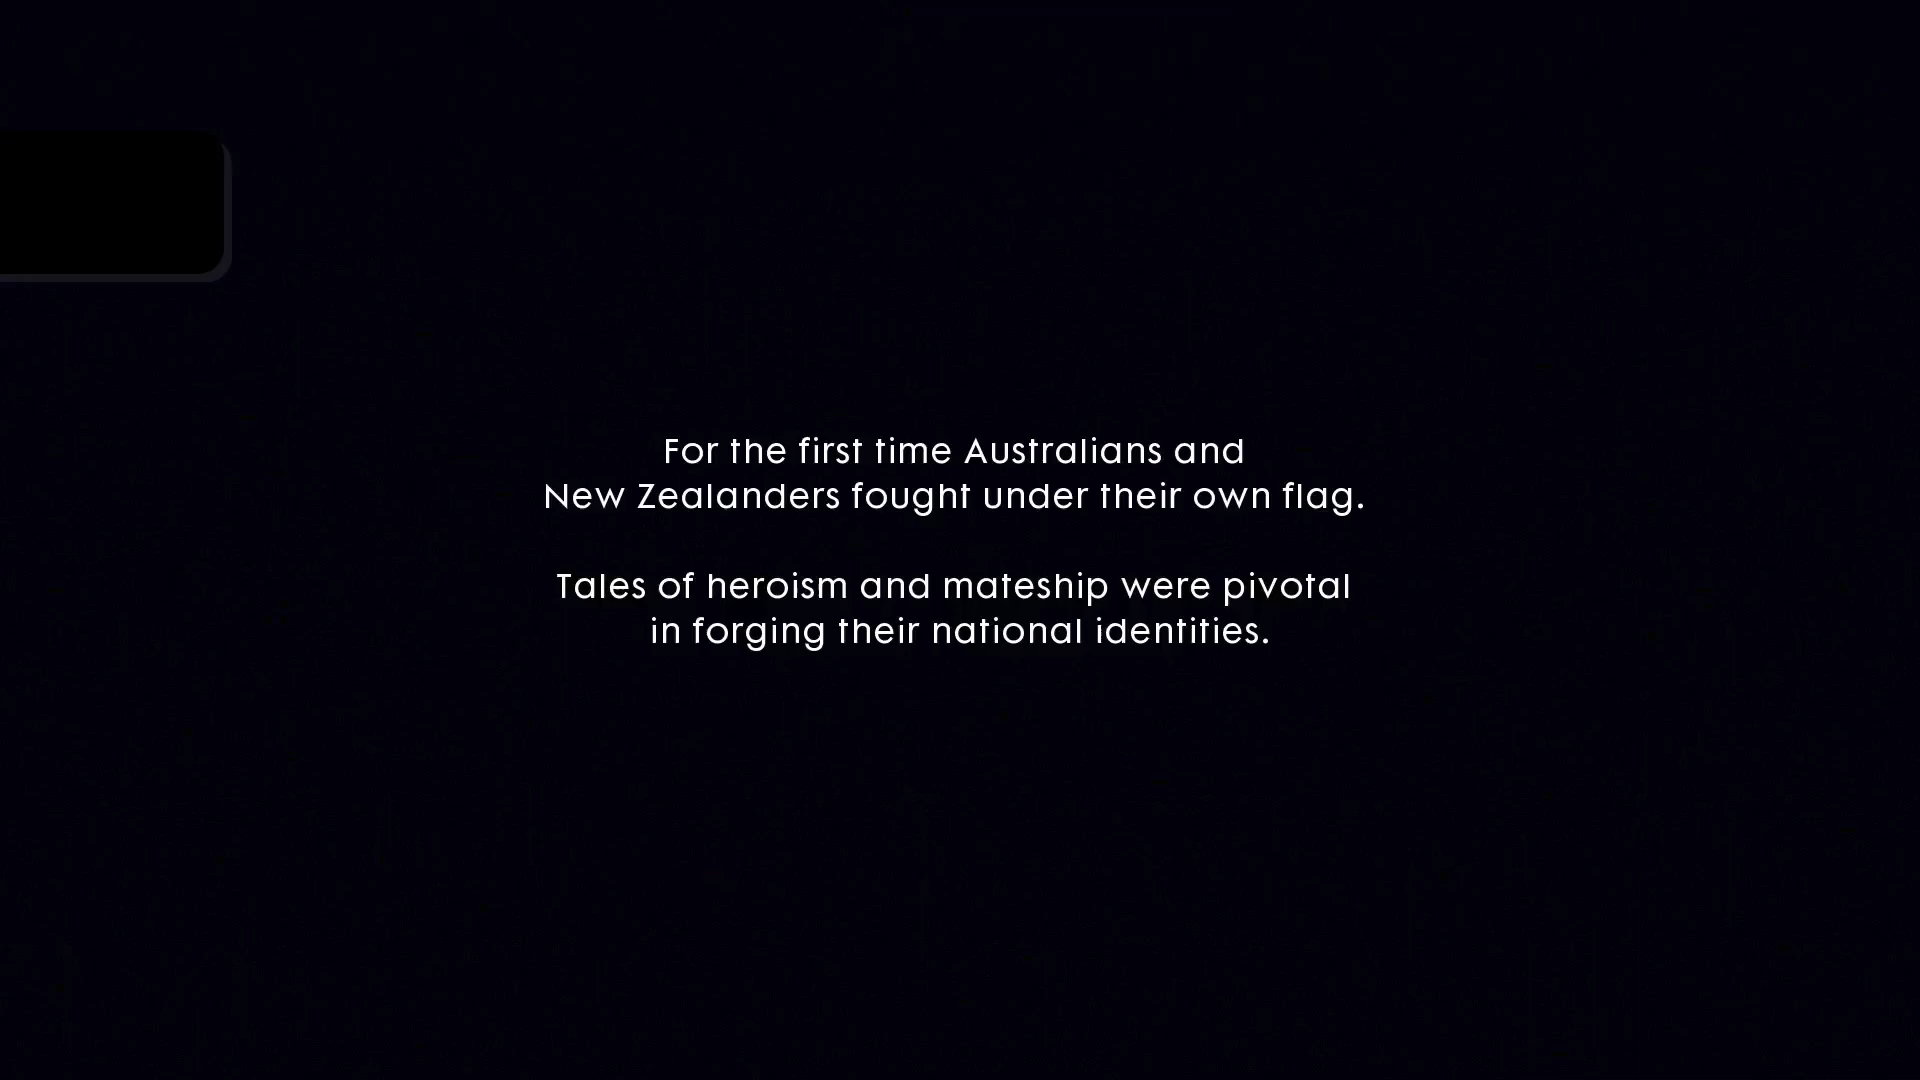 For the first time Australians and
New Zealanders fought under their own flag.
Tales of heroism and mateship were pivotal
in forging their national identities.